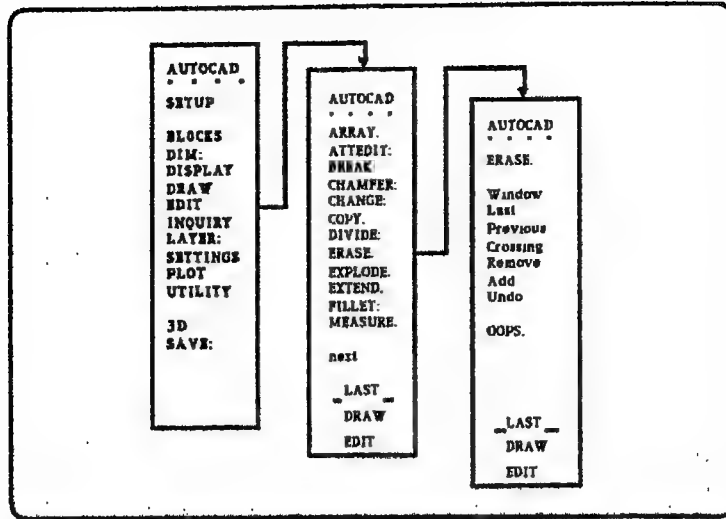 AUTOCAD
* * * *
SETUP
BLOCKS
DIM:
DISPLAY
DRAW
EDIT
INQUIRY
LAYER:
SETTINGS
PLOT
UTILITY
3D
SAVE:
AUTOCAD
* * * *
ARRAY.
ATTEDIT:
BREAK
CHAMFER:
CHANGE:
COPY.
DIVIDE:
ERASE.
EXPLODE.
EXTEND.
FILLET:
MEASURE.
next
_LAST_
DRAW
EDIT
AUTOCAD
* * * *
ERASE.
Window
Last
Previous
Crossing
Remove
Add
Undo
OOPS.
_LAST_
DRAW
EDIT